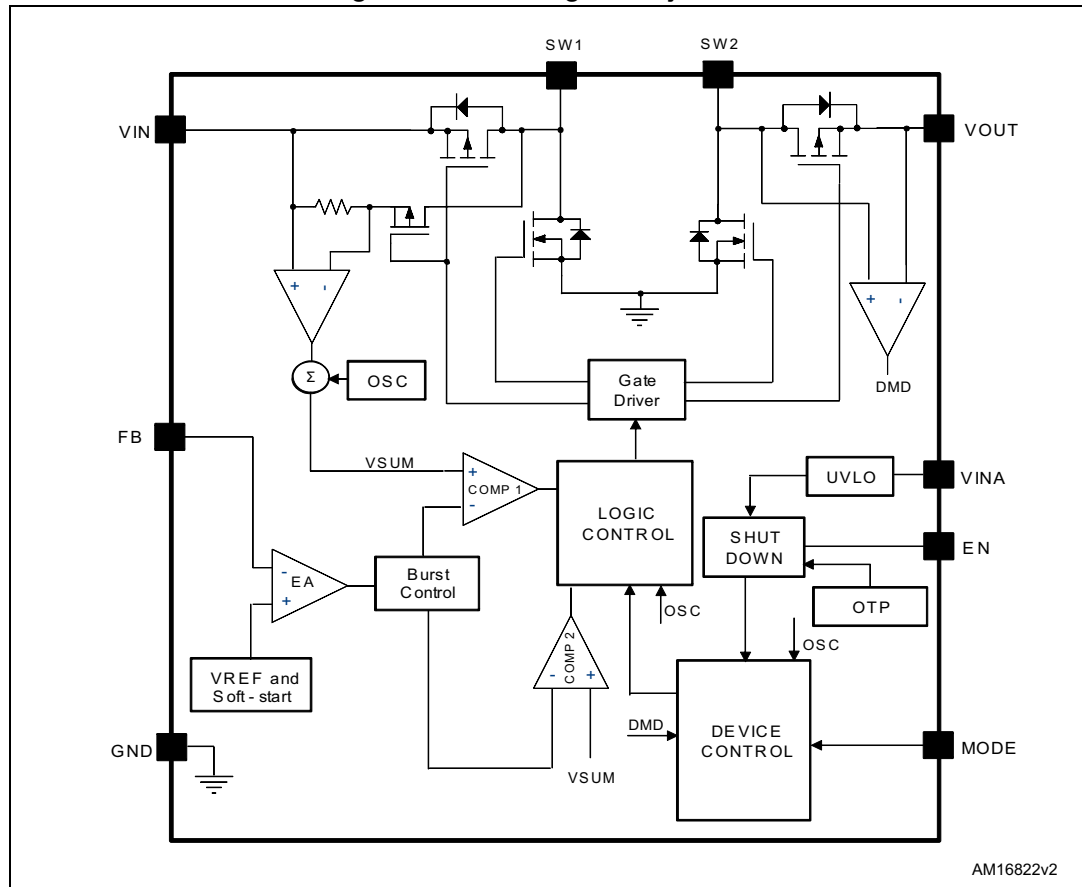 SW1
SW2
VIN
VOUT
+ -
+ -
DMD
Σ
OSC
Gate
Driver
FB
VSUM
+
COMP 1
-
UVLO
VINA
LOGIC
CONTROL
SHUT
DOWN
EN
-
EA
+
Burst
Control
OSC
OTP
COMP 2
- +
OSC
VREF and
Soft - start
DMD
DEVICE
CONTROL
GND
MODE
VSUM
AM16822v2